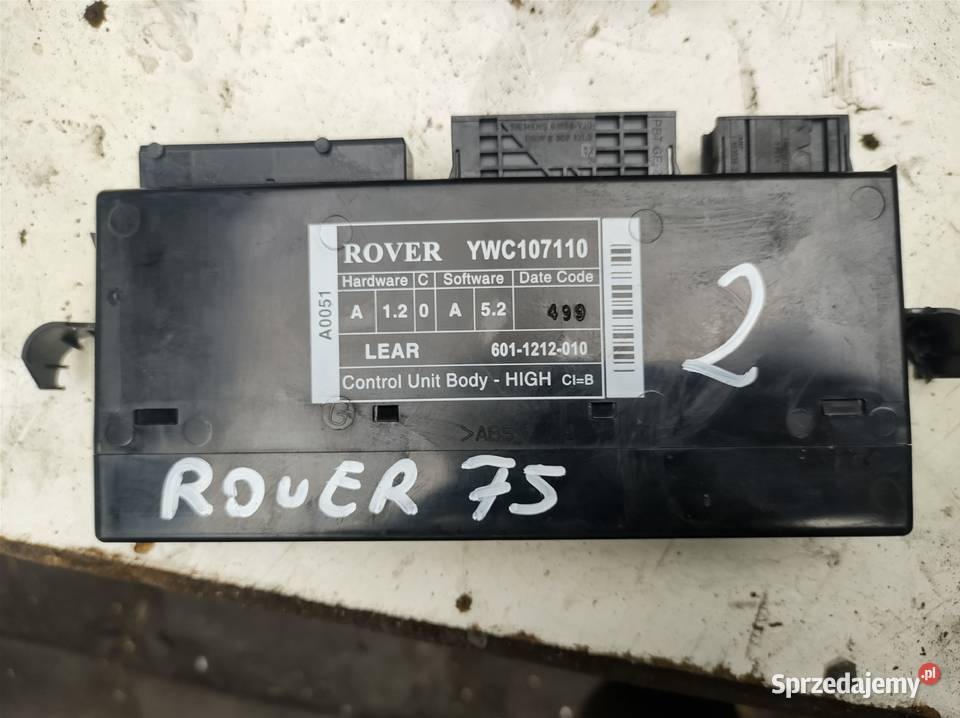 ROVER YWC107110
Hardware C Software Date Code
A 1.2 0 A 5.2 499
LEAR 601-1212-010
Control Unit Body - HIGH CI=B
A0051
2
>ABS
ROVER 75
Sprzedajemy.pl